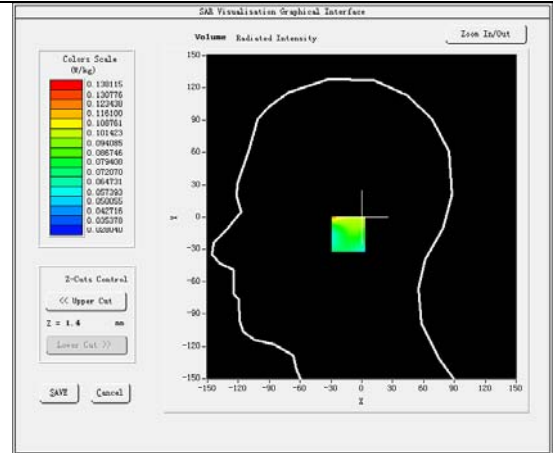 SAR Visualisation Graphical Interface
Volume Radiated Intensity
Zoom In/Out
Colors Scale
(W/kg)
0.138115
0.130776
0.123438
0.116100
0.108761
0.101423
0.094085
0.086746
0.079408
0.072070
0.064731
0.057393
0.050055
0.042716
0.035378
0.028040
Z-Cuts Control
<< Upper Cut
Z = 1.4 mm
Lower Cut >>
SAVE
Cancel
150
120
90
60
30
0
-30
-60
-90
-120
-150
Y
-150 -120 -90 -60 -30 0 30 60 90 120 150
X